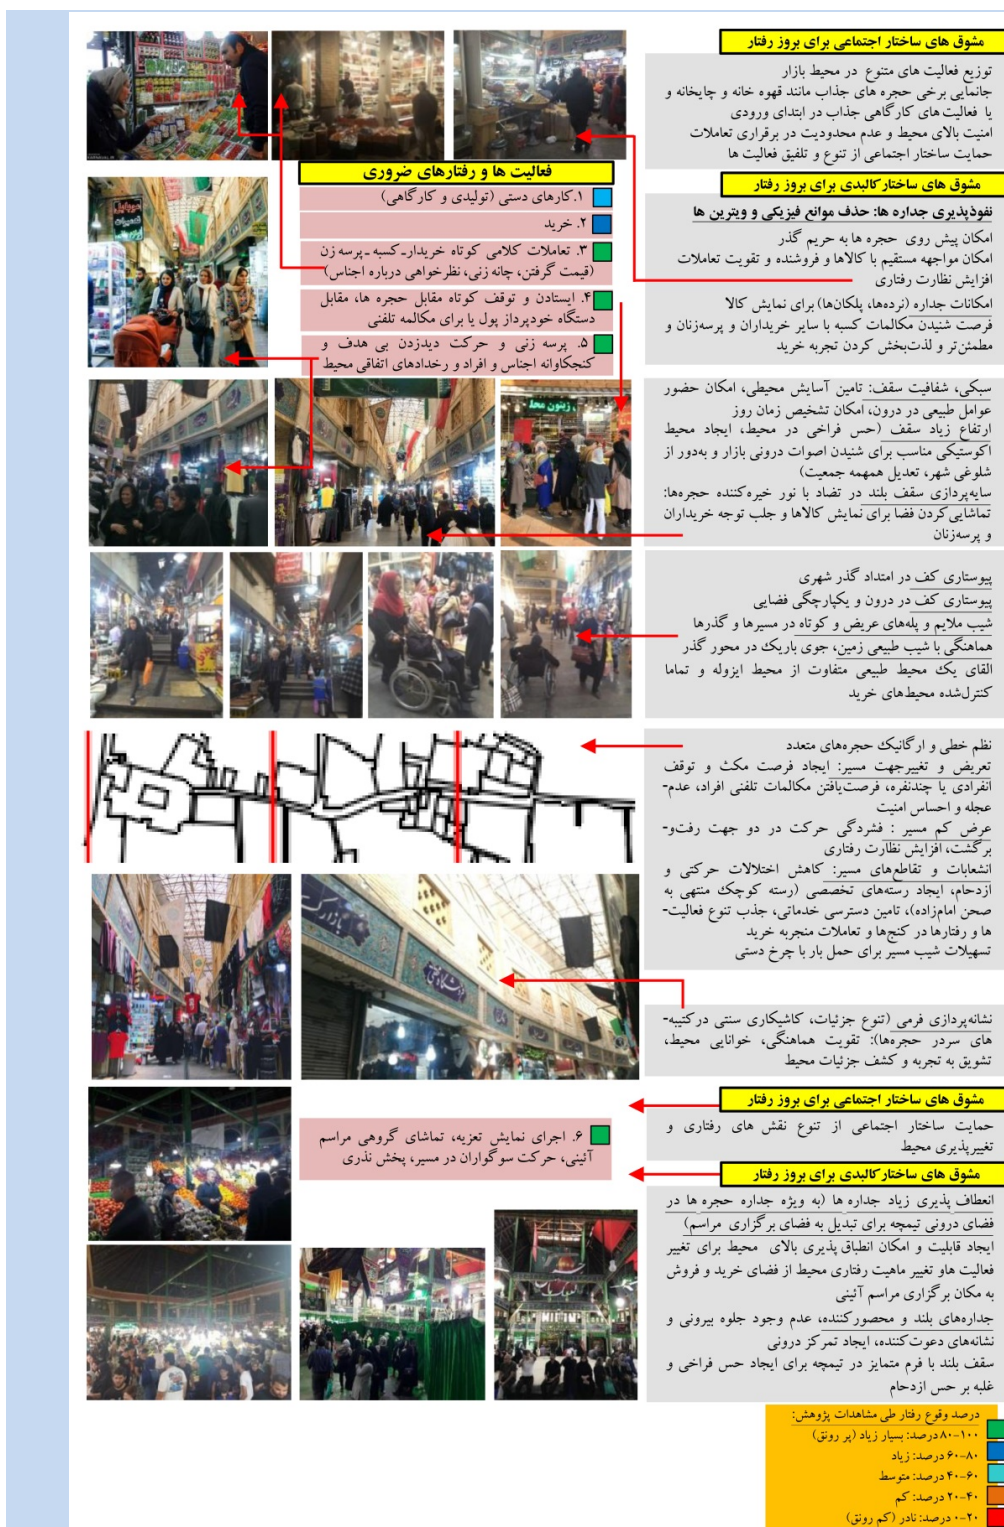 مشوق های ساختار اجتماعی برای بروز رفتار
توزیع فعالیت های متنوع در محیط بازار
جانمایی برخی حجره های جذاب مانند قهوه خانه و چایخانه و
یا فعالیت های کارگاهی جذاب در ابتدای ورودی
امنیت بالای محیط و عدم محدودیت در برقراری تعاملات
حمایت ساختار اجتماعی از تنوع و تلفیق فعالیت ها
فعالیت ها و رفتارهای ضروری
۱.کارهای دستی (تولیدی و کارگاهی)
۲. خرید
۳. تعاملات کلامی کوتاه خریدار-کسبه-پرسه زن
(قیمت گرفتن، چانه زنی، نظرخواهی درباره اجناس)
۴. ایستادن و توقف کوتاه مقابل حجره ها، مقابل
دستگاه خودپرداز پول یا برای مکالمه تلفنی
۵. پرسه زنی و حرکت دیدزدن بی هدف و
کنجکاوانه اجناس و افراد و رخدادهای اتفاقی محیط
مشوق های ساختار کالبدی برای بروز رفتار
نفوذپذیری جداره ها: حذف موانع فیزیکی و ویترین ها
امکان پیش روی حجره ها به حریم گذر
امکان مواجهه مستقیم با کالاها و فروشنده و تقویت تعاملات
افزایش نظارت رفتاری
امکانات جداره (نرده‌ها، پلکان‌ها) برای نمایش کالا
فرصت شنیدن مکالمات کسبه با سایر خریداران و پرسه‌زنان و
مطمئن‌تر و لذت‌بخش کردن تجربه خرید
سبکی، شفافیت سقف: تامین آسایش محیطی، امکان حضور
عوامل طبیعی در درون، امکان تشخیص زمان روز
ارتفاع زیاد سقف (حس فراخی در محیط، ایجاد محیط
اکوستیکی مناسب برای شنیدن اصوات درونی بازار و به‌دور از
شلوغی شهر، تعدیل همهمه جمعیت)
سایه‌پردازی سقف بلند در تضاد با نور خیره‌کننده حجره‌ها:
تماشایی‌کردن فضا برای نمایش کالاها و جلب توجه خریداران
و پرسه‌زنان
پیوستاری کف در امتداد گذر شهری
پیوستاری کف در درون و یکپارچگی فضایی
شیب ملایم و پله‌های عریض و کوتاه در مسیرها و گذرها
هماهنگی با شیب طبیعی زمین، جوی باریک در محور گذر
القای یک محیط طبیعی متفاوت از محیط ایزوله و تماما
کنترل‌شده محیط‌های خرید
نظم خطی و ارگانیک حجره‌های متعدد
تعریض و تغییرجهت مسیر: ایجاد فرصت مکث و توقف
انفرادی یا چندنفره، فرصت‌یافتن مکالمات تلفنی افراد، عدم-
عجله و احساس امنیت
عرض کم مسیر : فشردگی حرکت در دو جهت رفت‌و-
برگشت، افزایش نظارت رفتاری
انشعابات و تقاطع‌های مسیر: کاهش اختلالات حرکتی و
ازدحام، ایجاد رسته‌های تخصصی (رسته کوچک منتهی به
صحن امام‌زاده)، تامین دسترسی خدماتی، جذب تنوع فعالیت-
ها و رفتارها در کنج‌ها و تعاملات منجربه خرید
تسهیلات شیب مسیر برای حمل بار با چرخ دستی
نشانه‌پردازی فرمی (تنوع جزئیات، کاشیکاری سنتی درکتیبه-
های سردر حجره‌ها): تقویت هماهنگی، خوانایی محیط،
تشویق به تجربه و کشف جزئیات محیط
مشوق های ساختار اجتماعی برای بروز رفتار
حمایت ساختار اجتماعی از تنوع نقش های رفتاری و
تغییرپذیری محیط
۶. اجرای نمایش تعزیه، تماشای گروهی مراسم
آئینی، حرکت سوگواران در مسیر، پخش نذری
مشوق های ساختار کالبدی برای بروز رفتار
انعطاف پذیری زیاد جداره ها (به ویژه جداره حجره ها در
فضای درونی تیمچه برای تبدیل به فضای برگزاری مراسم)
ایجاد قابلیت و امکان انطباق پذیری بالای محیط برای تغییر
فعالیت هاو تغییر ماهیت رفتاری محیط از فضای خرید و فروش
به مکان برگزاری مراسم آئینی
جداره‌های بلند و محصورکننده، عدم وجود جلوه بیرونی و
نشانه‌های دعوت‌کننده، ایجاد تمرکز درونی
سقف بلند با فرم متمایز در تیمچه برای ایجاد حس فراخی و
غلبه بر حس ازدحام
درصد وقوع رفتار طی مشاهدات پژوهش:
۸۰-۱۰۰ درصد: بسیار زیاد (پر رونق)
۶۰-۸۰ درصد: زیاد
۴۰-۶۰ درصد: متوسط
۲۰-۴۰ درصد: کم
۰-۲۰ درصد: نادر (کم رونق)